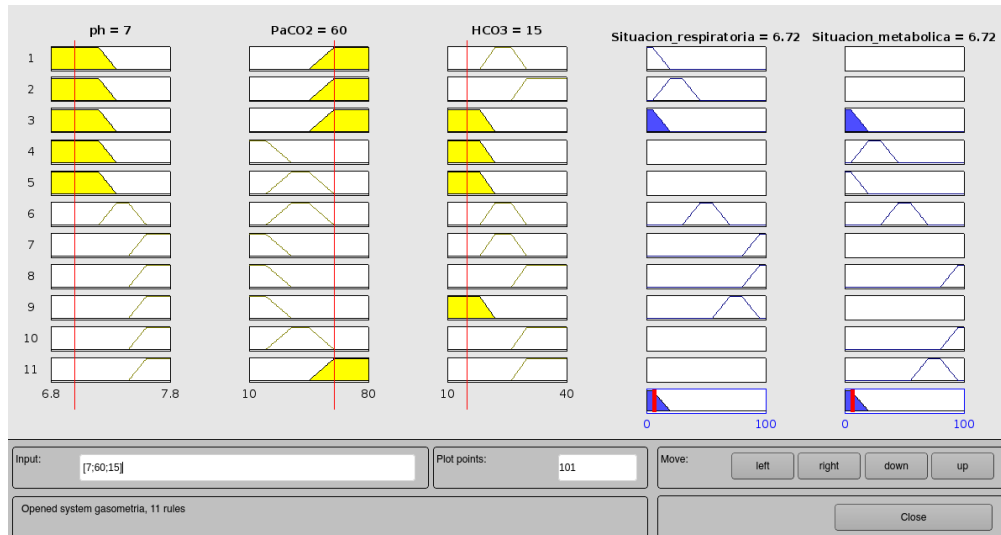 ph = 7
PaCO2 = 60
HCO3 = 15
Situacion_respiratoria = 6.72
Situacion_metabolica = 6.72
1
2
3
4
5
6
7
8
9
10
11
6.8
7.8
10
80
10
40
0
100
0
100
Input:
[7;60;15]
Plot points:
101
Move:
left
right
down
up
Opened system gasometria, 11 rules
Close